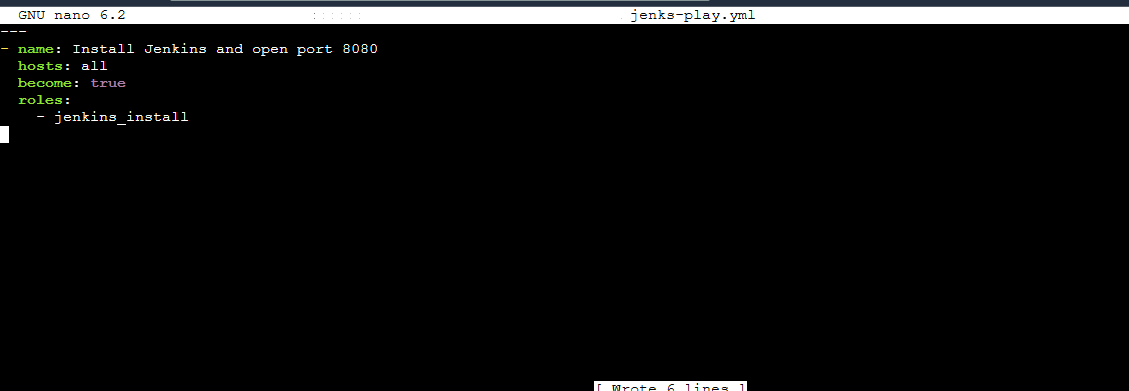 GNU nano 6.2 jenks-play.yml
---
- name: Install Jenkins and open port 8080
  hosts: all
  become: true
  roles:
    - jenkins_install
[ Wrote 6 lines ]